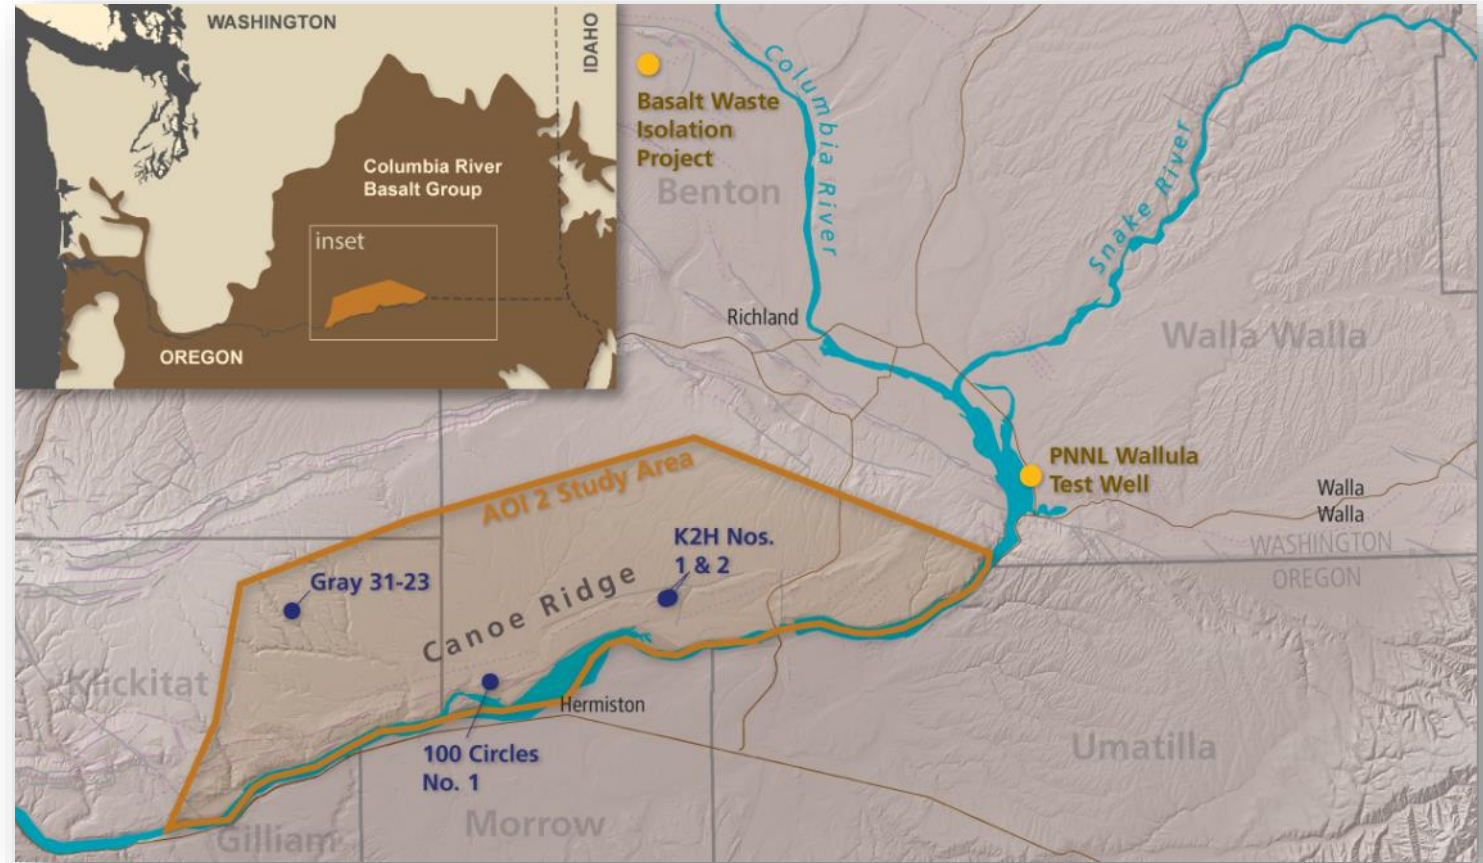 WASHINGTON
IDAHO
Columbia River
Basalt Group
inset
OREGON
Basalt Waste
Isolation
Project
Benton
Columbia River
Snake River
Richland
Walla Walla
AOI 2 Study Area
PNNL Wallula
Test Well
Walla
Walla
WASHINGTON
OREGON
K2H Nos.
1 & 2
Gray 31-23
Canoe Ridge
Klickitat
Hermiston
100 Circles
No. 1
Umatilla
Morrow
Gilliam